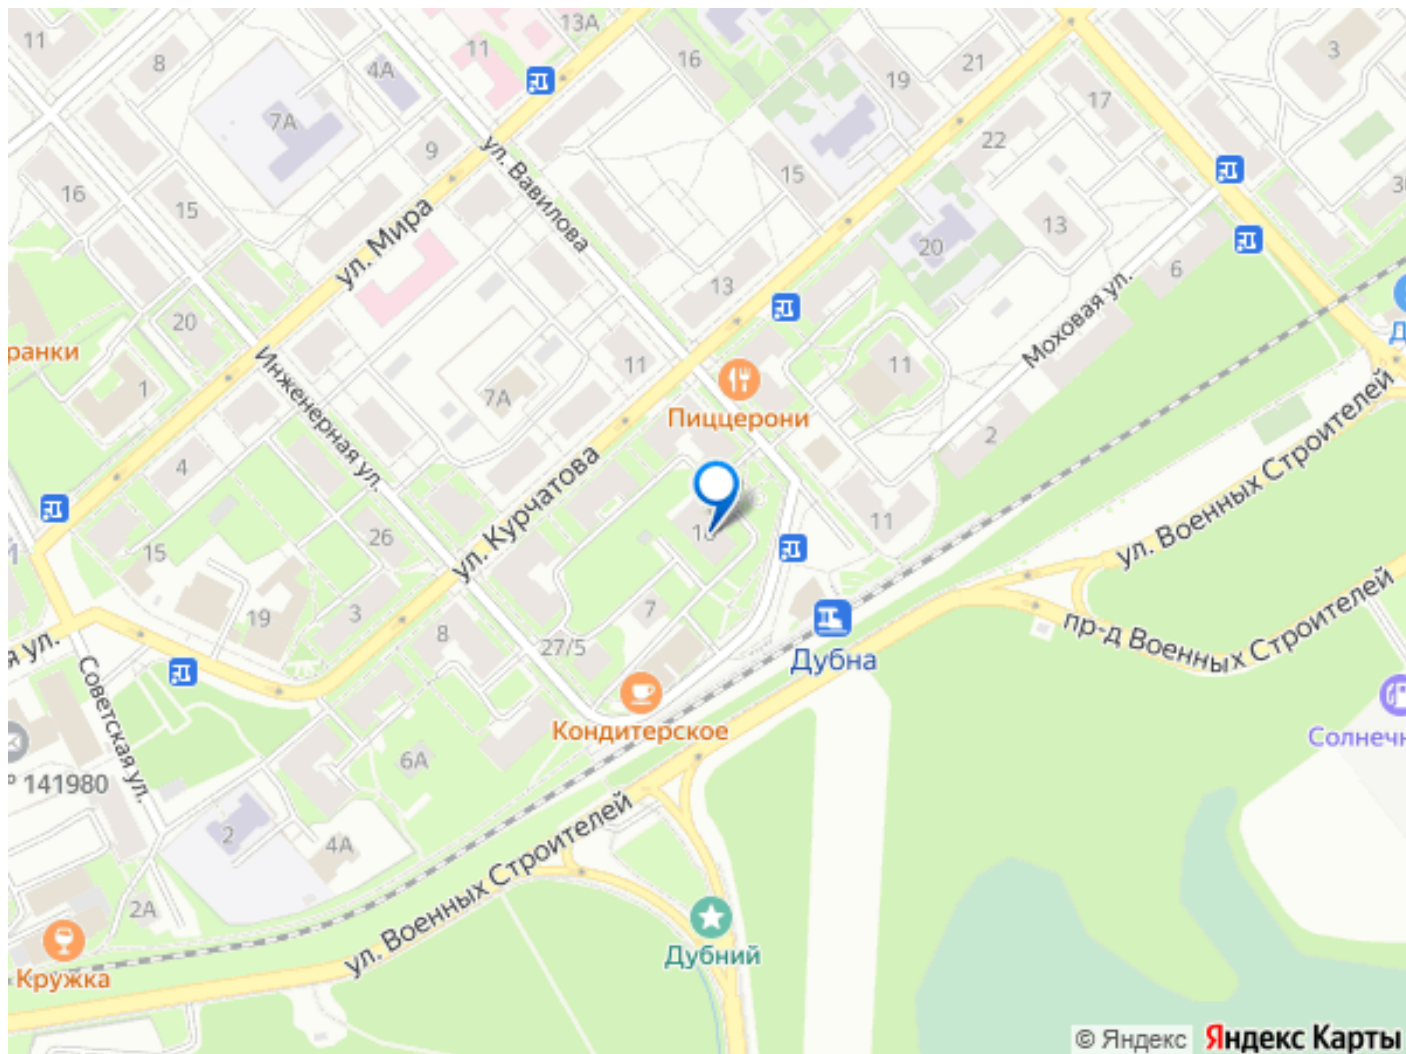 11
8
4А
11
13А
16
19
21
3
7А
9
17
22
ул. Вавилова
16
15
ул. Мира
15
13
20
6
20
13
Моховая ул.
ранки
1
Инженерная ул.
7А
11
11
Пиццерони
2
ул. Военных Строителей
4
ул. Курчатова
26
15
11
19
3
8
7
27/5
Дубна
пр-д Военных Строителей
я ул.
Советская ул.
Кондитерское
Солнечн
6А
141980
2
4А
ул. Военных Строителей
2А
Дубний
Кружка
© Яндекс
Яндекс Карты